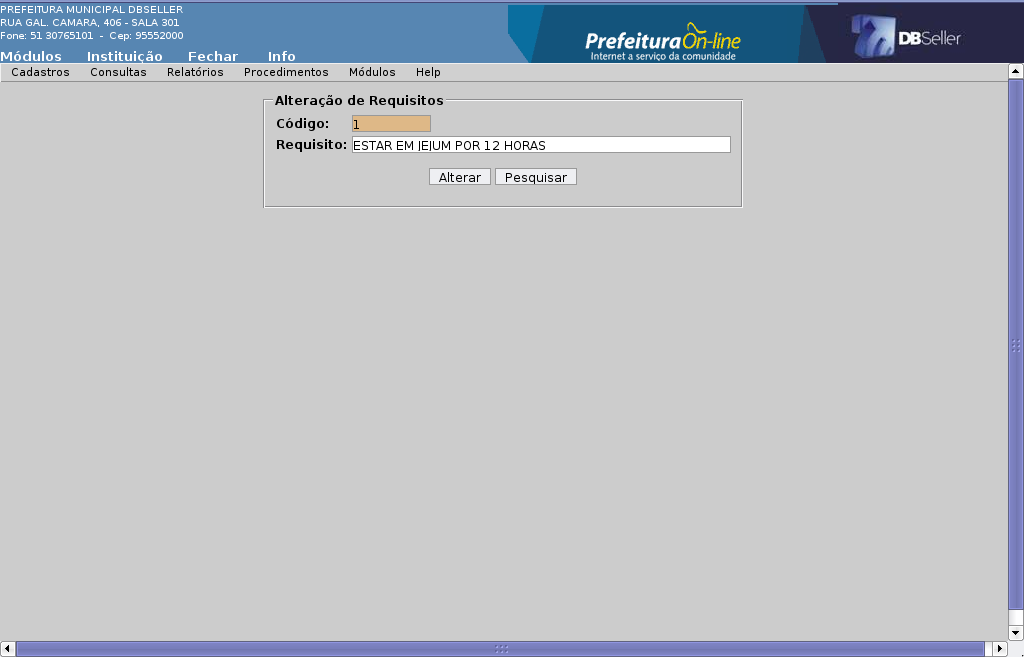 PREFEITURA MUNICIPAL DBSELLER
RUA GAL. CAMARA, 406 - SALA 301
Fone: 51 30765101 - Cep: 95552000
PrefeituraOn-line
Internet a serviço da comunidade
DBSeller
Módulos Instituição Fechar Info
Cadastros Consultas Relatórios Procedimentos Módulos Help
Alteração de Requisitos
Código: 1
Requisito: ESTAR EM JEJUM POR 12 HORAS
Alterar Pesquisar